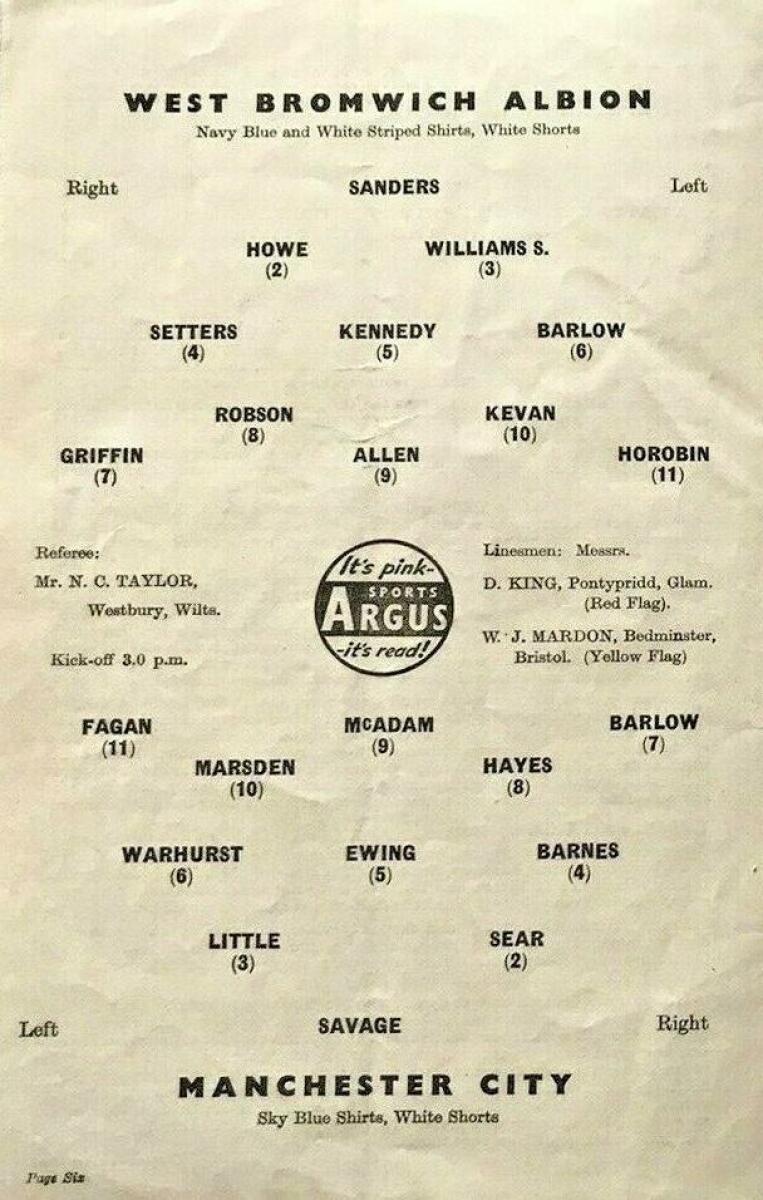 WEST BROMWICH ALBION
Navy Blue and White Striped Shirts, White Shorts
Right SANDERS Left
HOWE WILLIAMS S.
(2) (3)
SETTERS KENNEDY BARLOW
(4) (5) (6)
ROBSON KEVAN
(8) (10)
GRIFFIN ALLEN HOROBIN
(7) (9) (11)
Referee:
Mr. N. C. TAYLOR,
Westbury, Wilts.
Kick-off 3.0 p.m.
It's pink-
SPORTS
ARGUS
-it's read!
Linesmen: Messrs.
D. KING, Pontypridd, Glam.
(Red Flag).
W. J. MARDON, Bedminster,
Bristol. (Yellow Flag)
FAGAN McADAM BARLOW
(11) (9) (7)
MARSDEN HAYES
(10) (8)
WARHURST EWING BARNES
(6) (5) (4)
LITTLE SEAR
(3) (2)
Left SAVAGE Right
MANCHESTER CITY
Sky Blue Shirts, White Shorts
Page Six